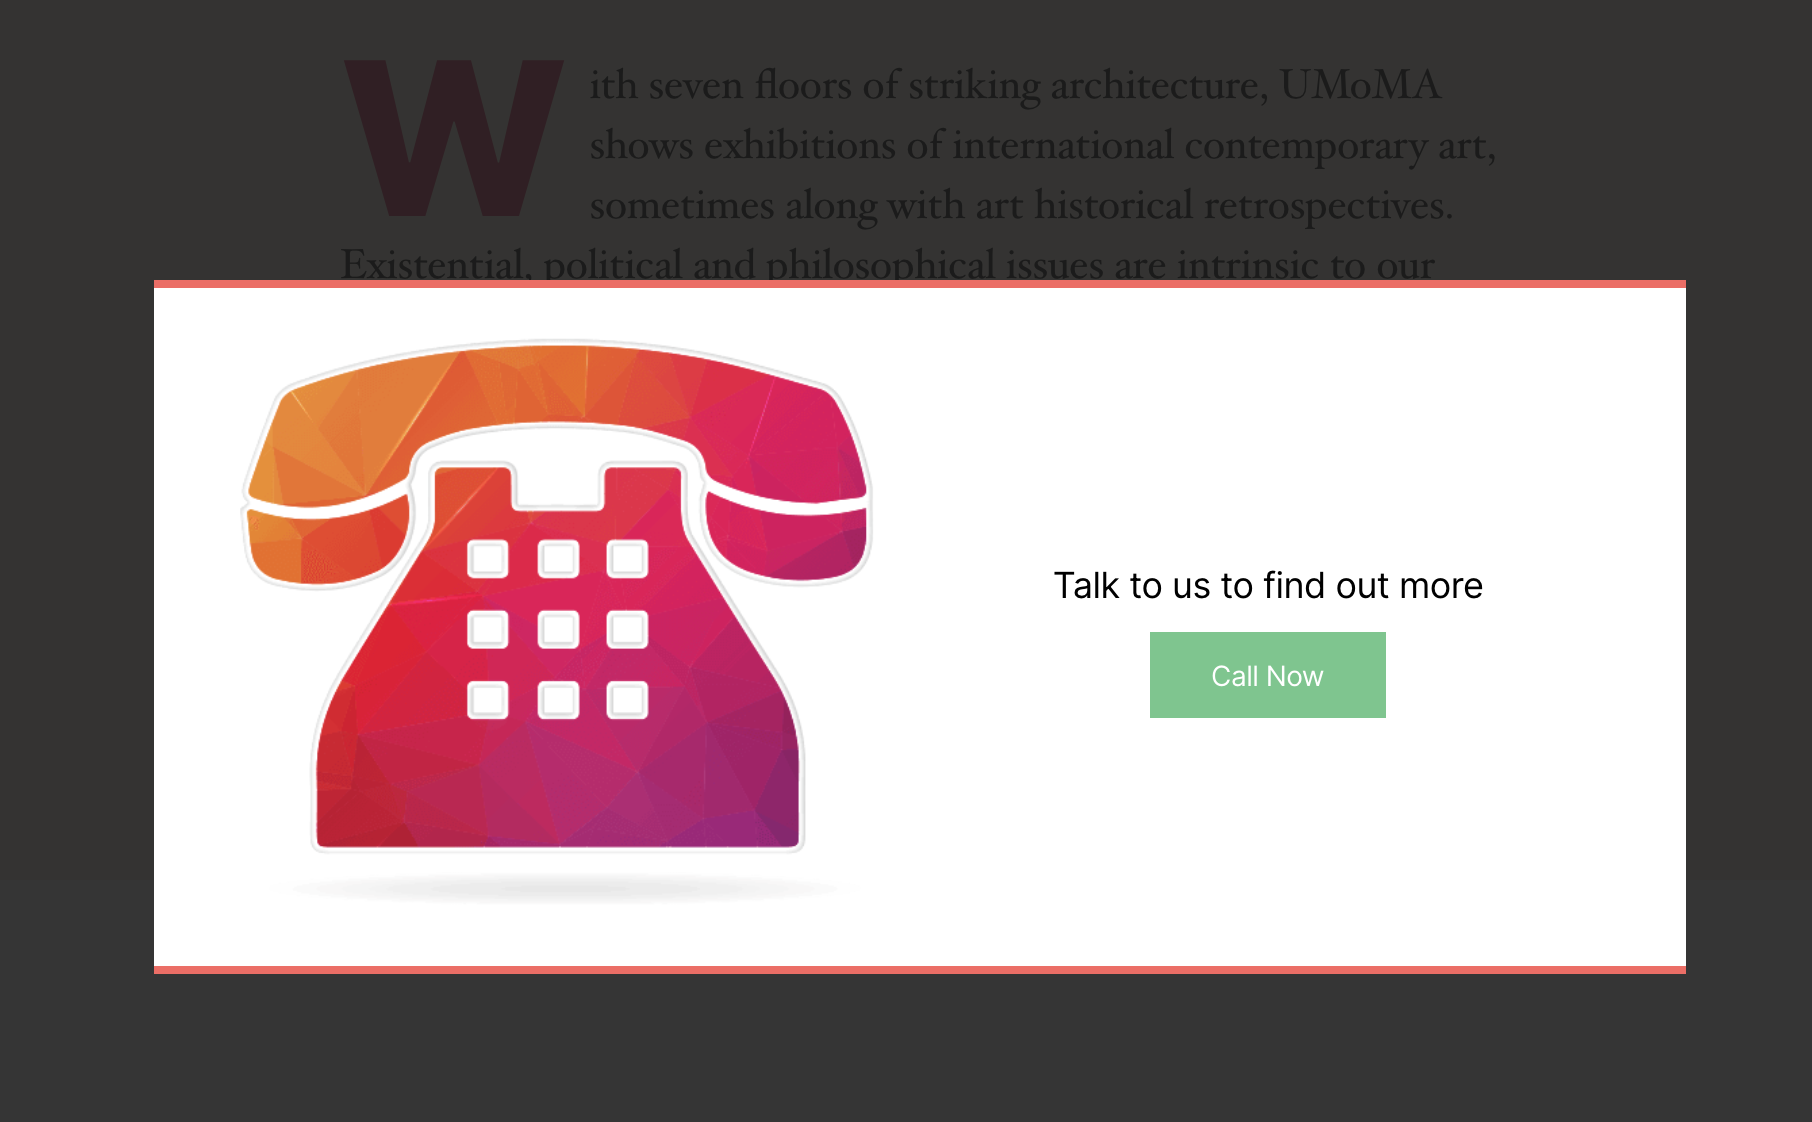 With seven floors of striking architecture, UMoMA
shows exhibitions of international contemporary art,
sometimes along with art historical retrospectives.
Existential, political and philosophical issues are intrinsic to our
Talk to us to find out more
Call Now